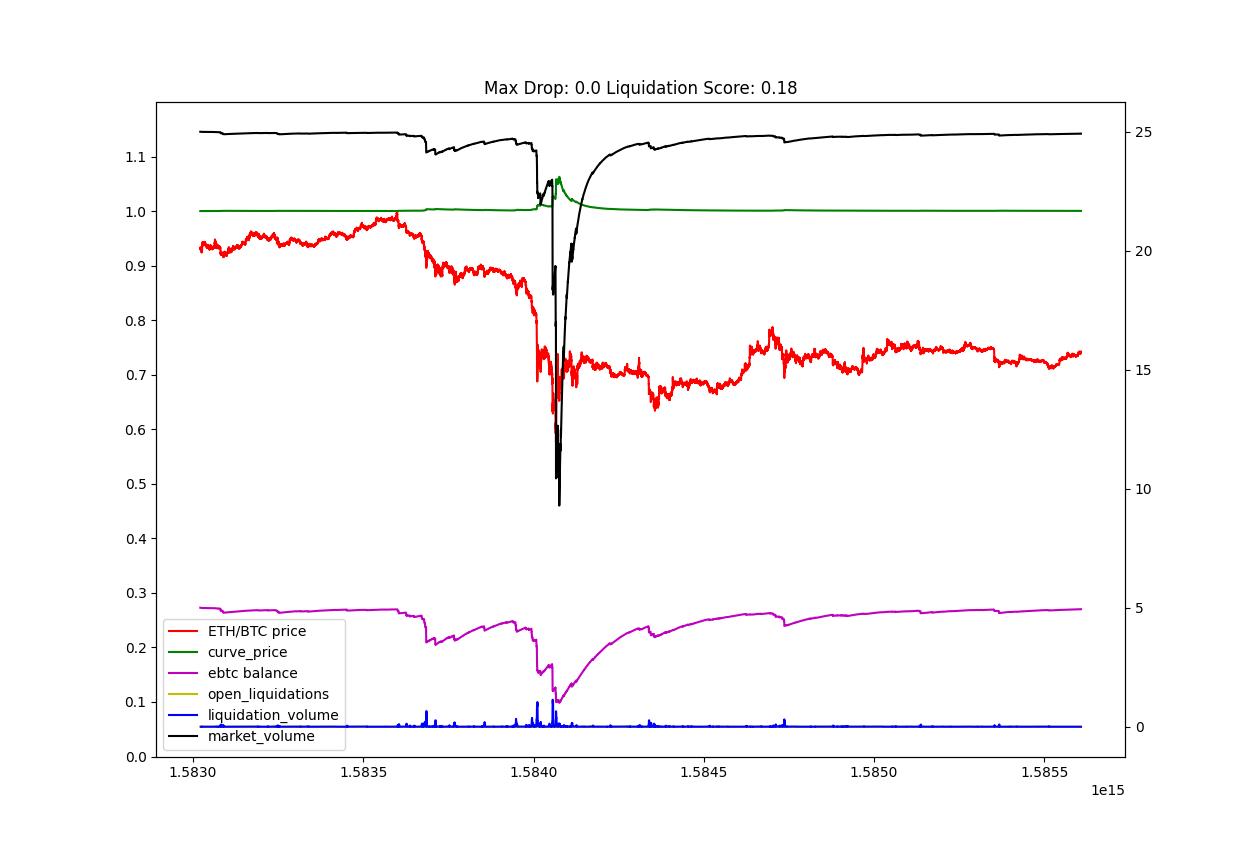 Max Drop: 0.0 Liquidation Score: 0.18
1.1
1.0
0.9
0.8
0.7
0.6
0.5
0.4
0.3
0.2
0.1
0.0
25
20
15
10
5
0
ETH/BTC price
curve_price
ebtc balance
open_liquidations
liquidation_volume
market_volume
1.5830 1.5835 1.5840 1.5845 1.5850 1.5855
1e15